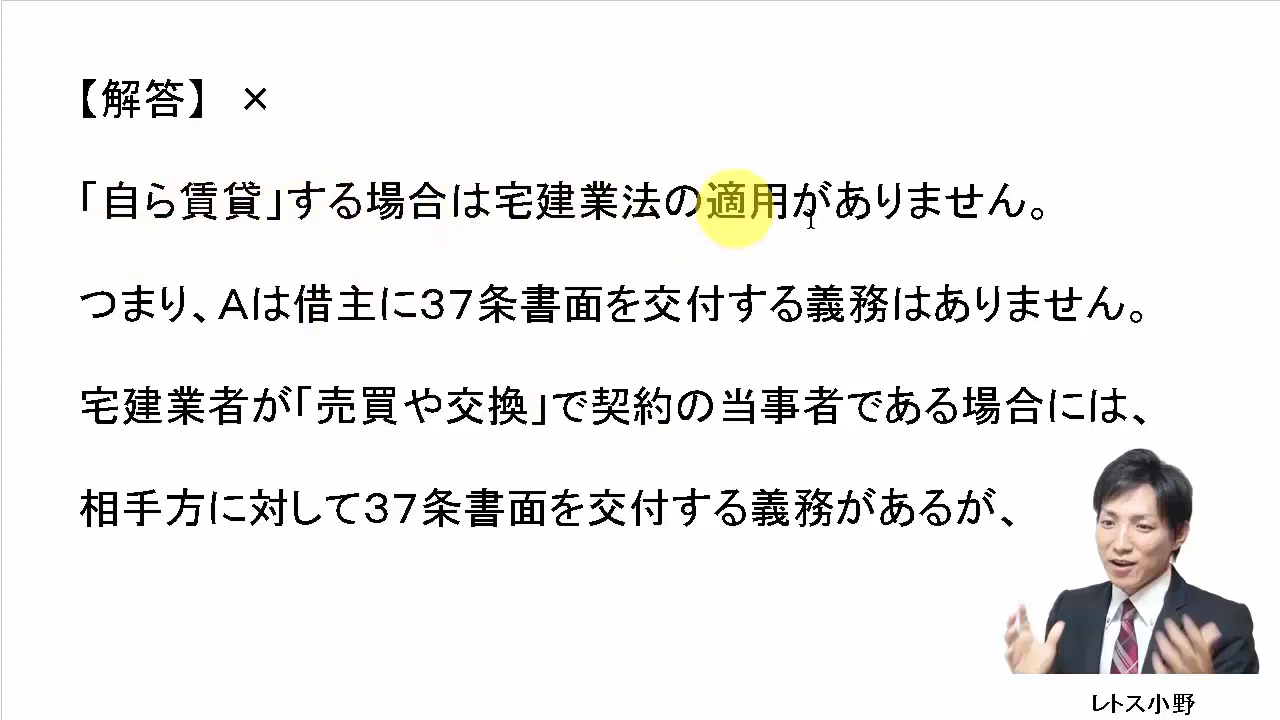 【解答】 ×
「自ら賃貸」する場合は宅建業法の適用がありません。
つまり、Aは借主に37条書面を交付する義務はありません。
宅建業者が「売買や交換」で契約の当事者である場合には、
相手方に対して37条書面を交付する義務があるが、
レトス小野